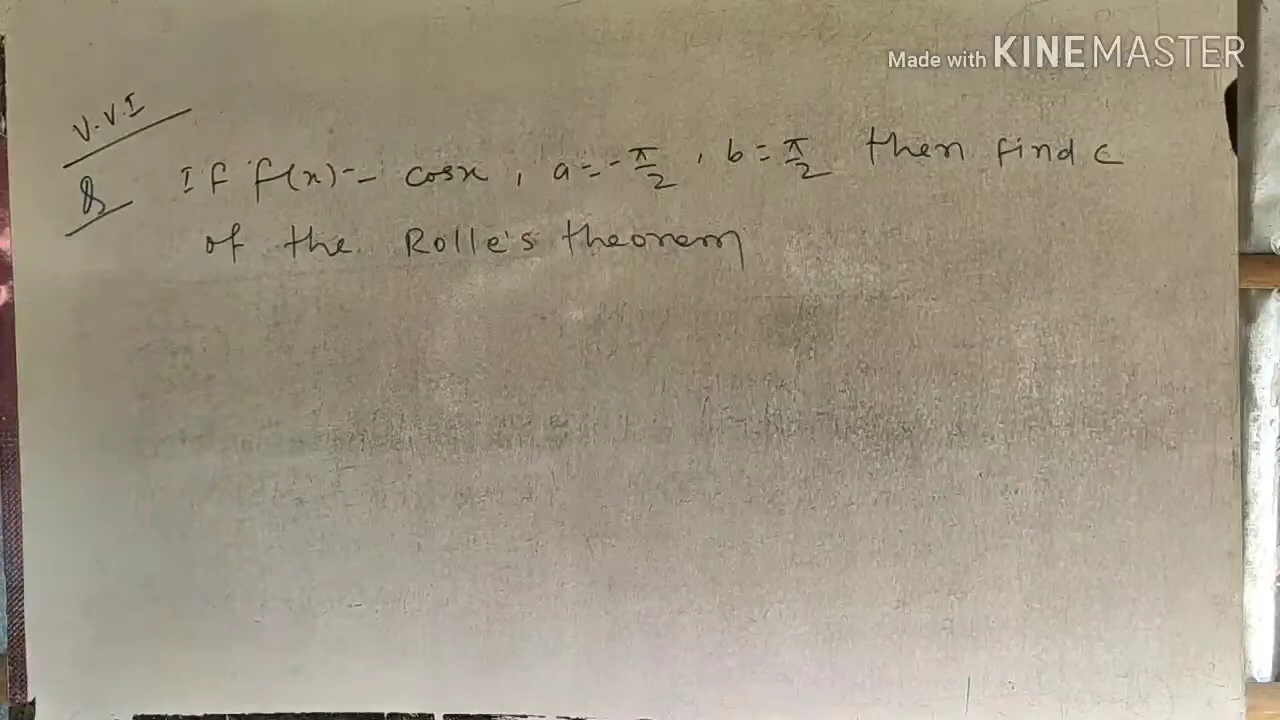 Made with KINEMASTER
V.V.I
Q If f(x) = cosx, a = -π/2, b = π/2 then find c
of the Rolle's theorem